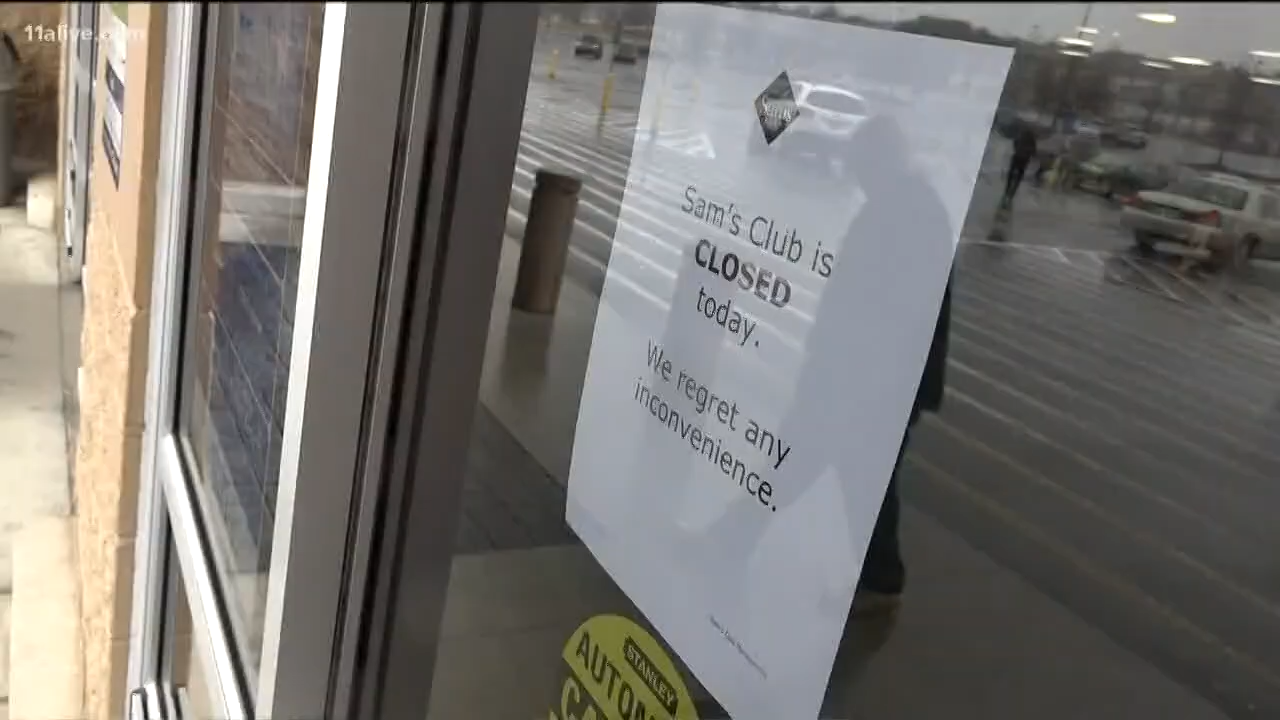 11alive.com
Sam's
Sam's Club is
CLOSED
today.
We regret any
inconvenience.
STANLEY
AUTOM